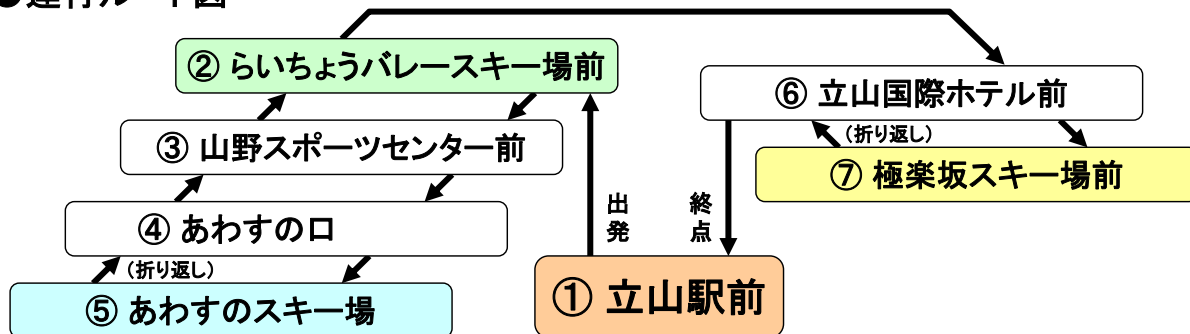 ●運行ルート図
② らいちょうバレースキー場前
⑥ 立山国際ホテル前
③ 山野スポーツセンター前
(折り返し)
⑦ 極楽坂スキー場前
④ あわすの口
出発
終点
(折り返し)
⑤ あわすのスキー場
① 立山駅前